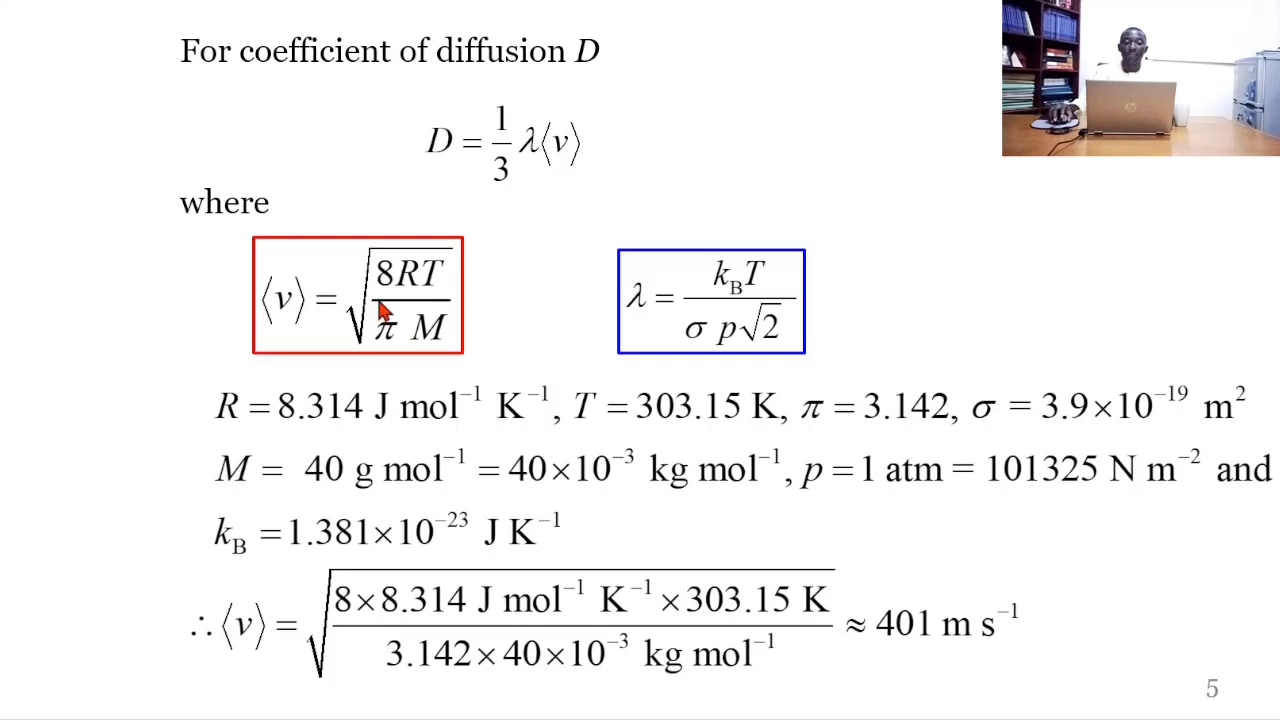 For coefficient of diffusion D
D = 1/3 λ⟨v⟩
where
⟨v⟩ = √(8RT / π M)
λ = k_B T / (σ p√2)
R = 8.314 J mol⁻¹ K⁻¹, T = 303.15 K, π = 3.142, σ = 3.9×10⁻¹⁹ m²
M = 40 g mol⁻¹ = 40×10⁻³ kg mol⁻¹, p = 1 atm = 101325 N m⁻² and
k_B = 1.381×10⁻²³ J K⁻¹
∴ ⟨v⟩ = √(8×8.314 J mol⁻¹ K⁻¹ ×303.15 K / 3.142×40×10⁻³ kg mol⁻¹) ≈ 401 m s⁻¹
5